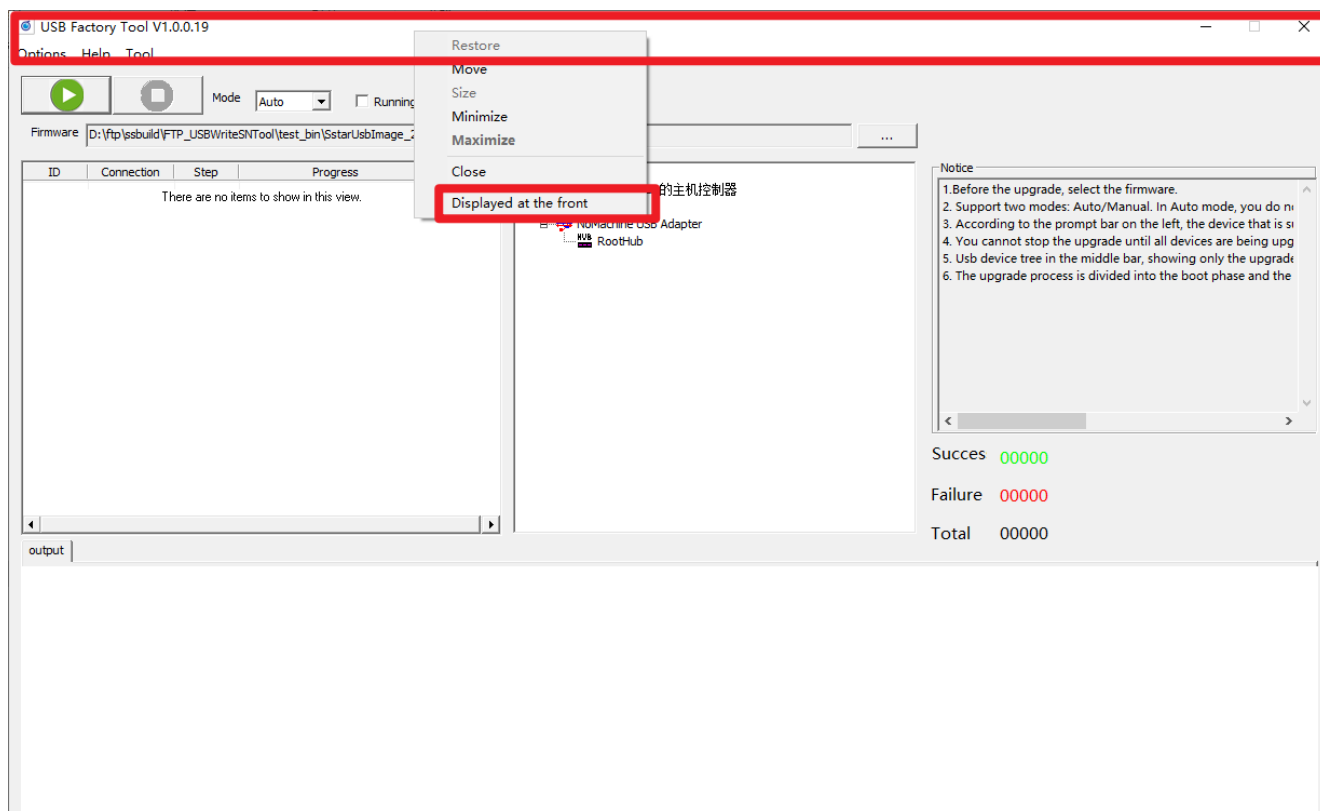 USB Factory Tool V1.0.0.19
Options Help Tool
Restore
Move
Size
Minimize
Maximize
Close
Displayed at the front
Mode Auto Running
Firmware D:\ftp\ssbuild\FTP_USBWriteSNTool\test_bin\SstarUsbImage_2 ...
ID Connection Step Progress
There are no items to show in this view.
的主机控制器
NoMachine USB Adapter
HUB RootHub
Notice
1.Before the upgrade, select the firmware.
2. Support two modes: Auto/Manual. In Auto mode, you do
3. According to the prompt bar on the left, the device that is
4. You cannot stop the upgrade until all devices are being upg
5. Usb device tree in the middle bar, showing only the upgrade
6. The upgrade process is divided into the boot phase and the
Succes 00000
Failure 00000
Total 00000
output